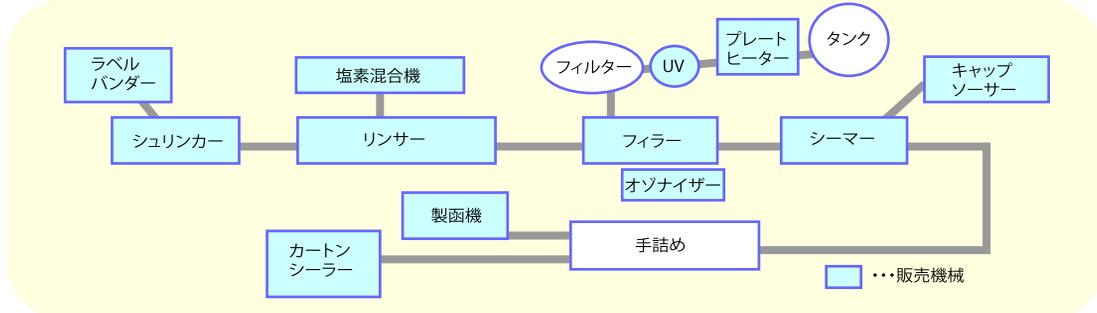 ラベル
バンダー
塩素混合機
フィルター
UV
プレート
ヒーター
タンク
キャップ
ソーサー
シュリンカー
リンサー
フィラー
シーマー
オゾナイザー
製函機
手詰め
カートン
シーラー
･･･販売機械